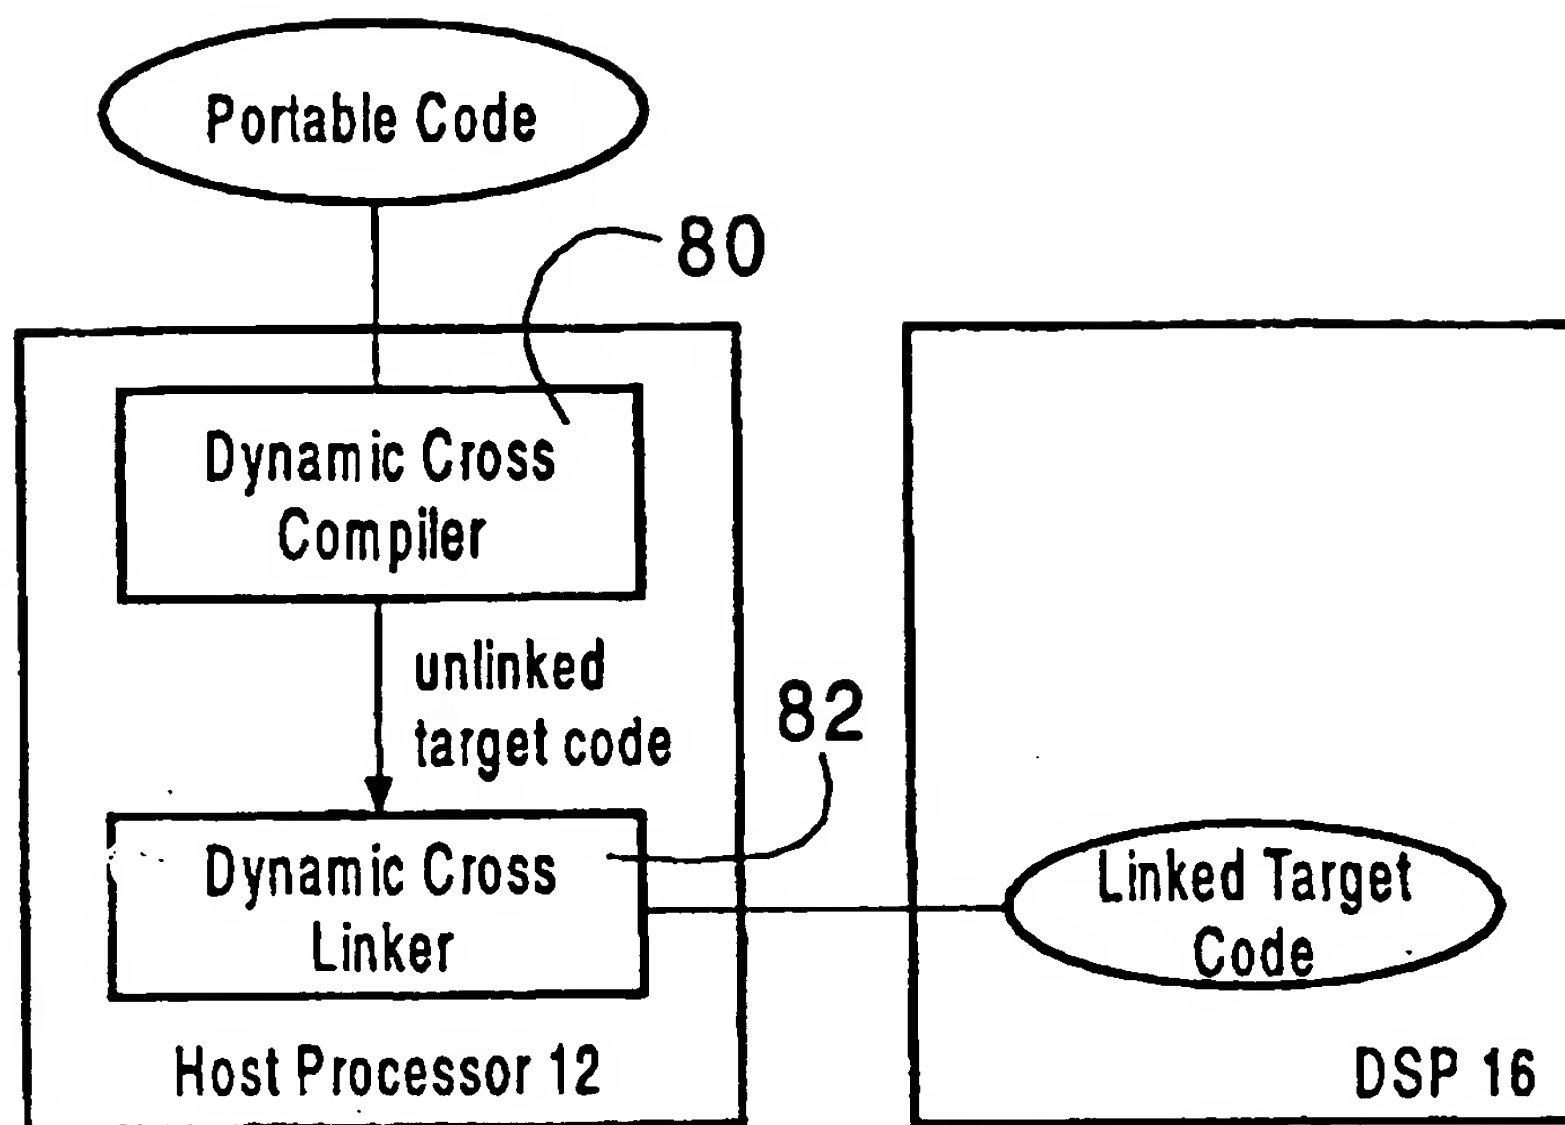 Portable Code
80
Dynamic Cross
Compiler
unlinked
target code
82
Dynamic Cross
Linker
Linked Target
Code
Host Processor 12
DSP 16